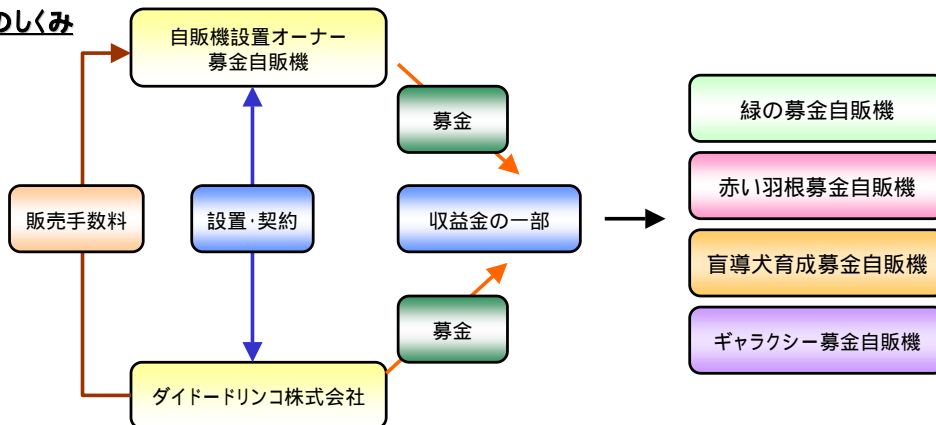 のしくみ
自販機設置オーナー
募金自販機
募金
緑の募金自販機
赤い羽根募金自販機
販売手数料
設置・契約
収益金の一部
盲導犬育成募金自販機
募金
ギャラクシー募金自販機
ダイドードリンコ株式会社